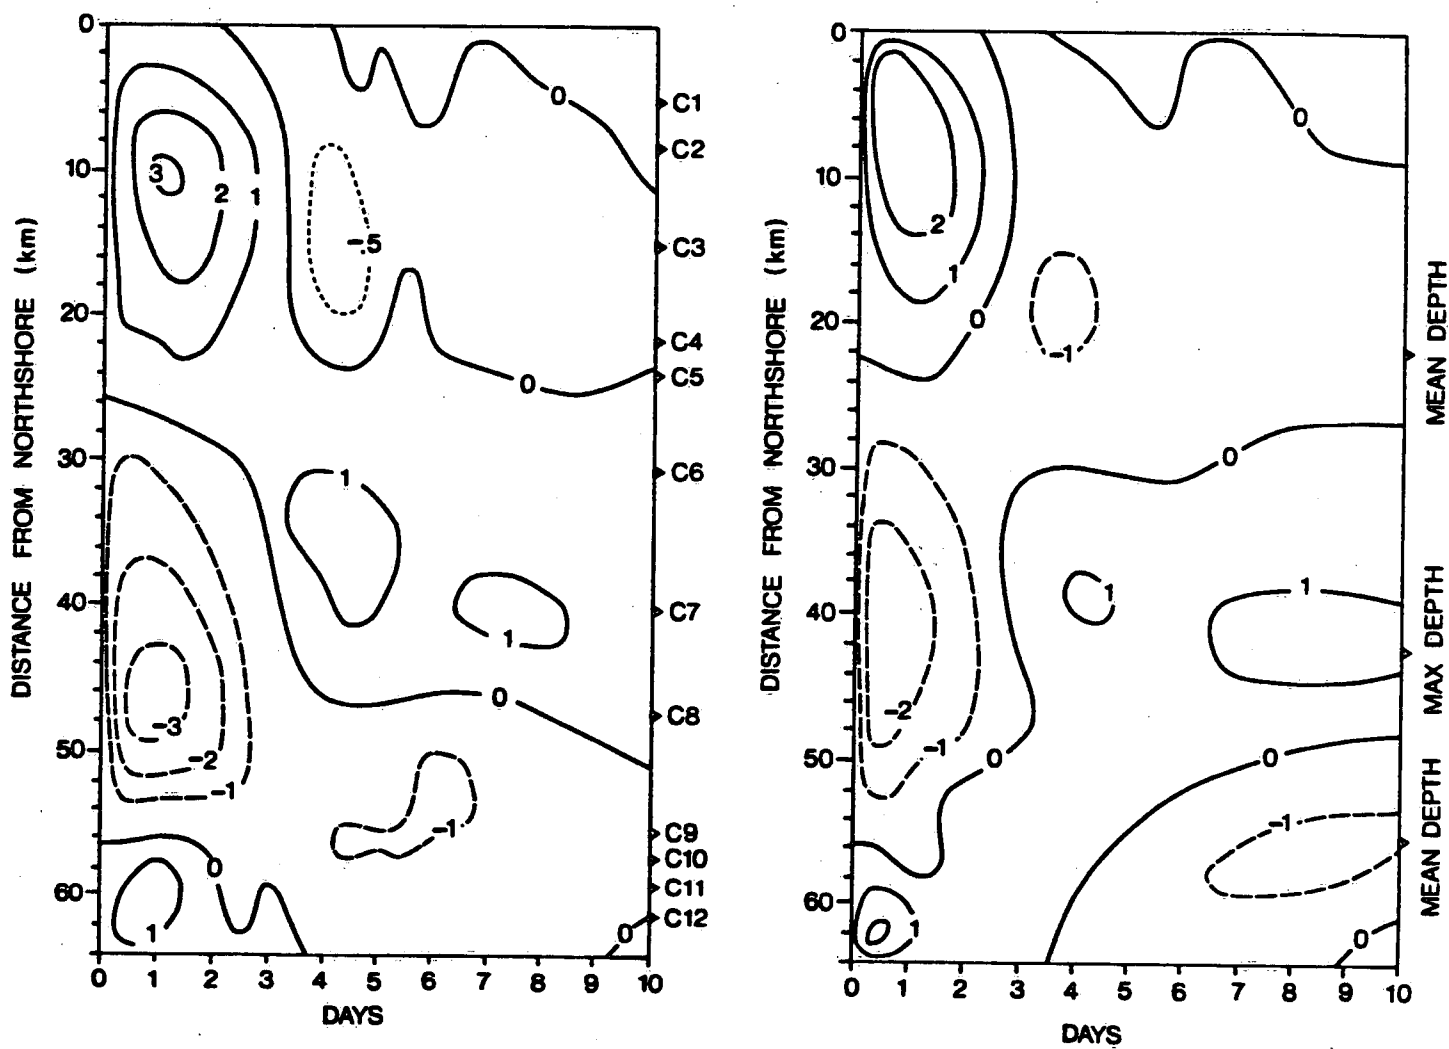 0
10
20
30
40
50
60
DISTANCE FROM NORTHSHORE (km)
0 1 2 3 4 5 6 7 8 9 10
DAYS
3
2
1
-.5
0
0
1
1
0
-3
-2
-1
-1
0
1
0
C1
C2
C3
C4
C5
C6
C7
C8
C9
C10
C11
C12
0
10
20
30
40
50
60
DISTANCE FROM NORTHSHORE (km)
0 1 2 3 4 5 6 7 8 9 10
DAYS
0
2
1
0
-1
0
1
1
-2
-1
0
0
-1
1
0
MEAN DEPTH
MAX DEPTH
MEAN DEPTH